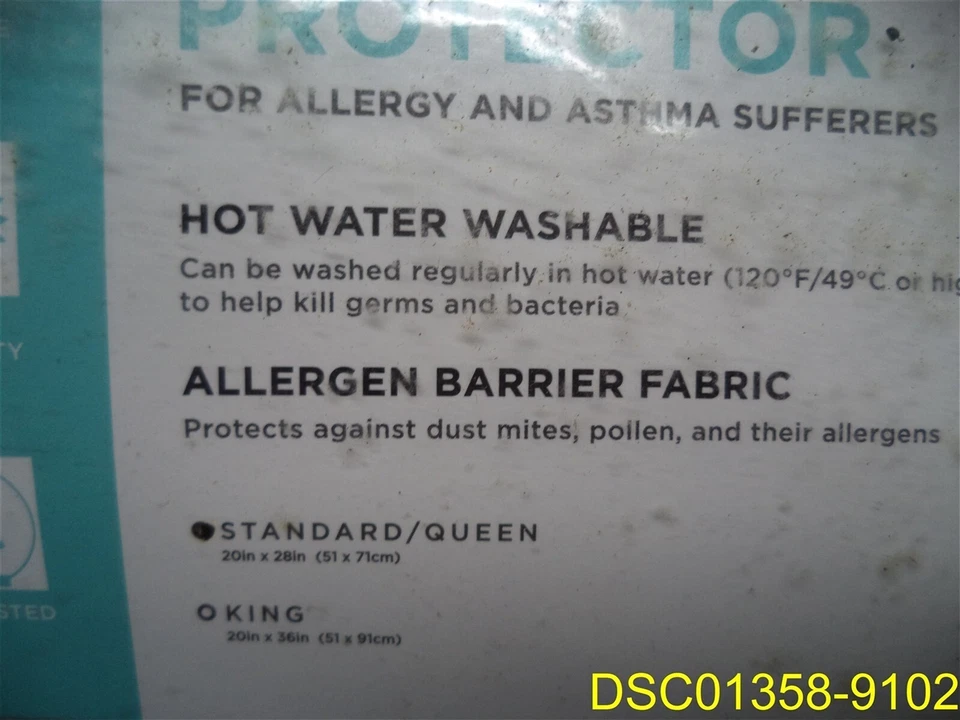 PROTECTOR
FOR ALLERGY AND ASTHMA SUFFERERS
HOT WATER WASHABLE
Can be washed regularly in hot water (120°F/49°C or
to help kill germs and bacteria
ALLERGEN BARRIER FABRIC
Protects against dust mites, pollen, and their allergens
STANDARD/QUEEN
20in x 28in (51 x 71cm)
KING
20in x 36in (51 x 91cm)
DSC01358-9102